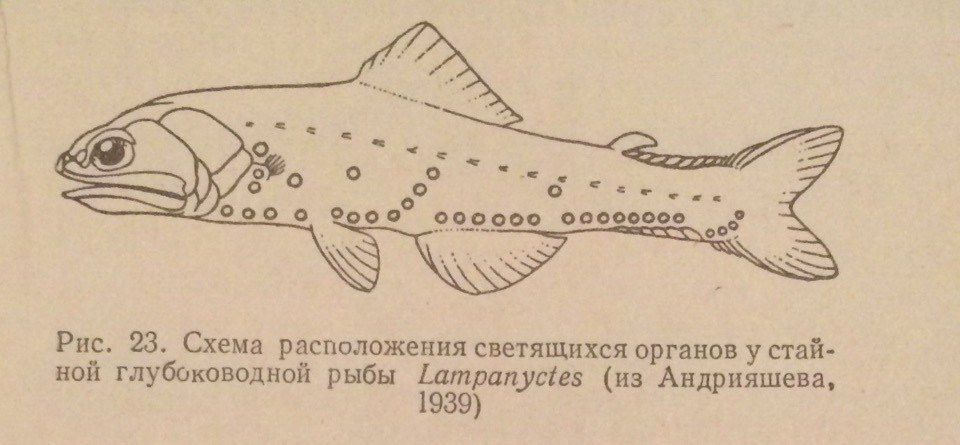 Рис. 23. Схема расположения светящихся органов у стай-
ной глубоководной рыбы Lampanyctes (из Андрияшева,
1939)